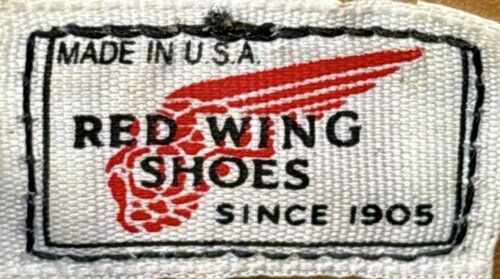 MADE IN U.S.A.
RED WING
SHOES
SINCE 1905